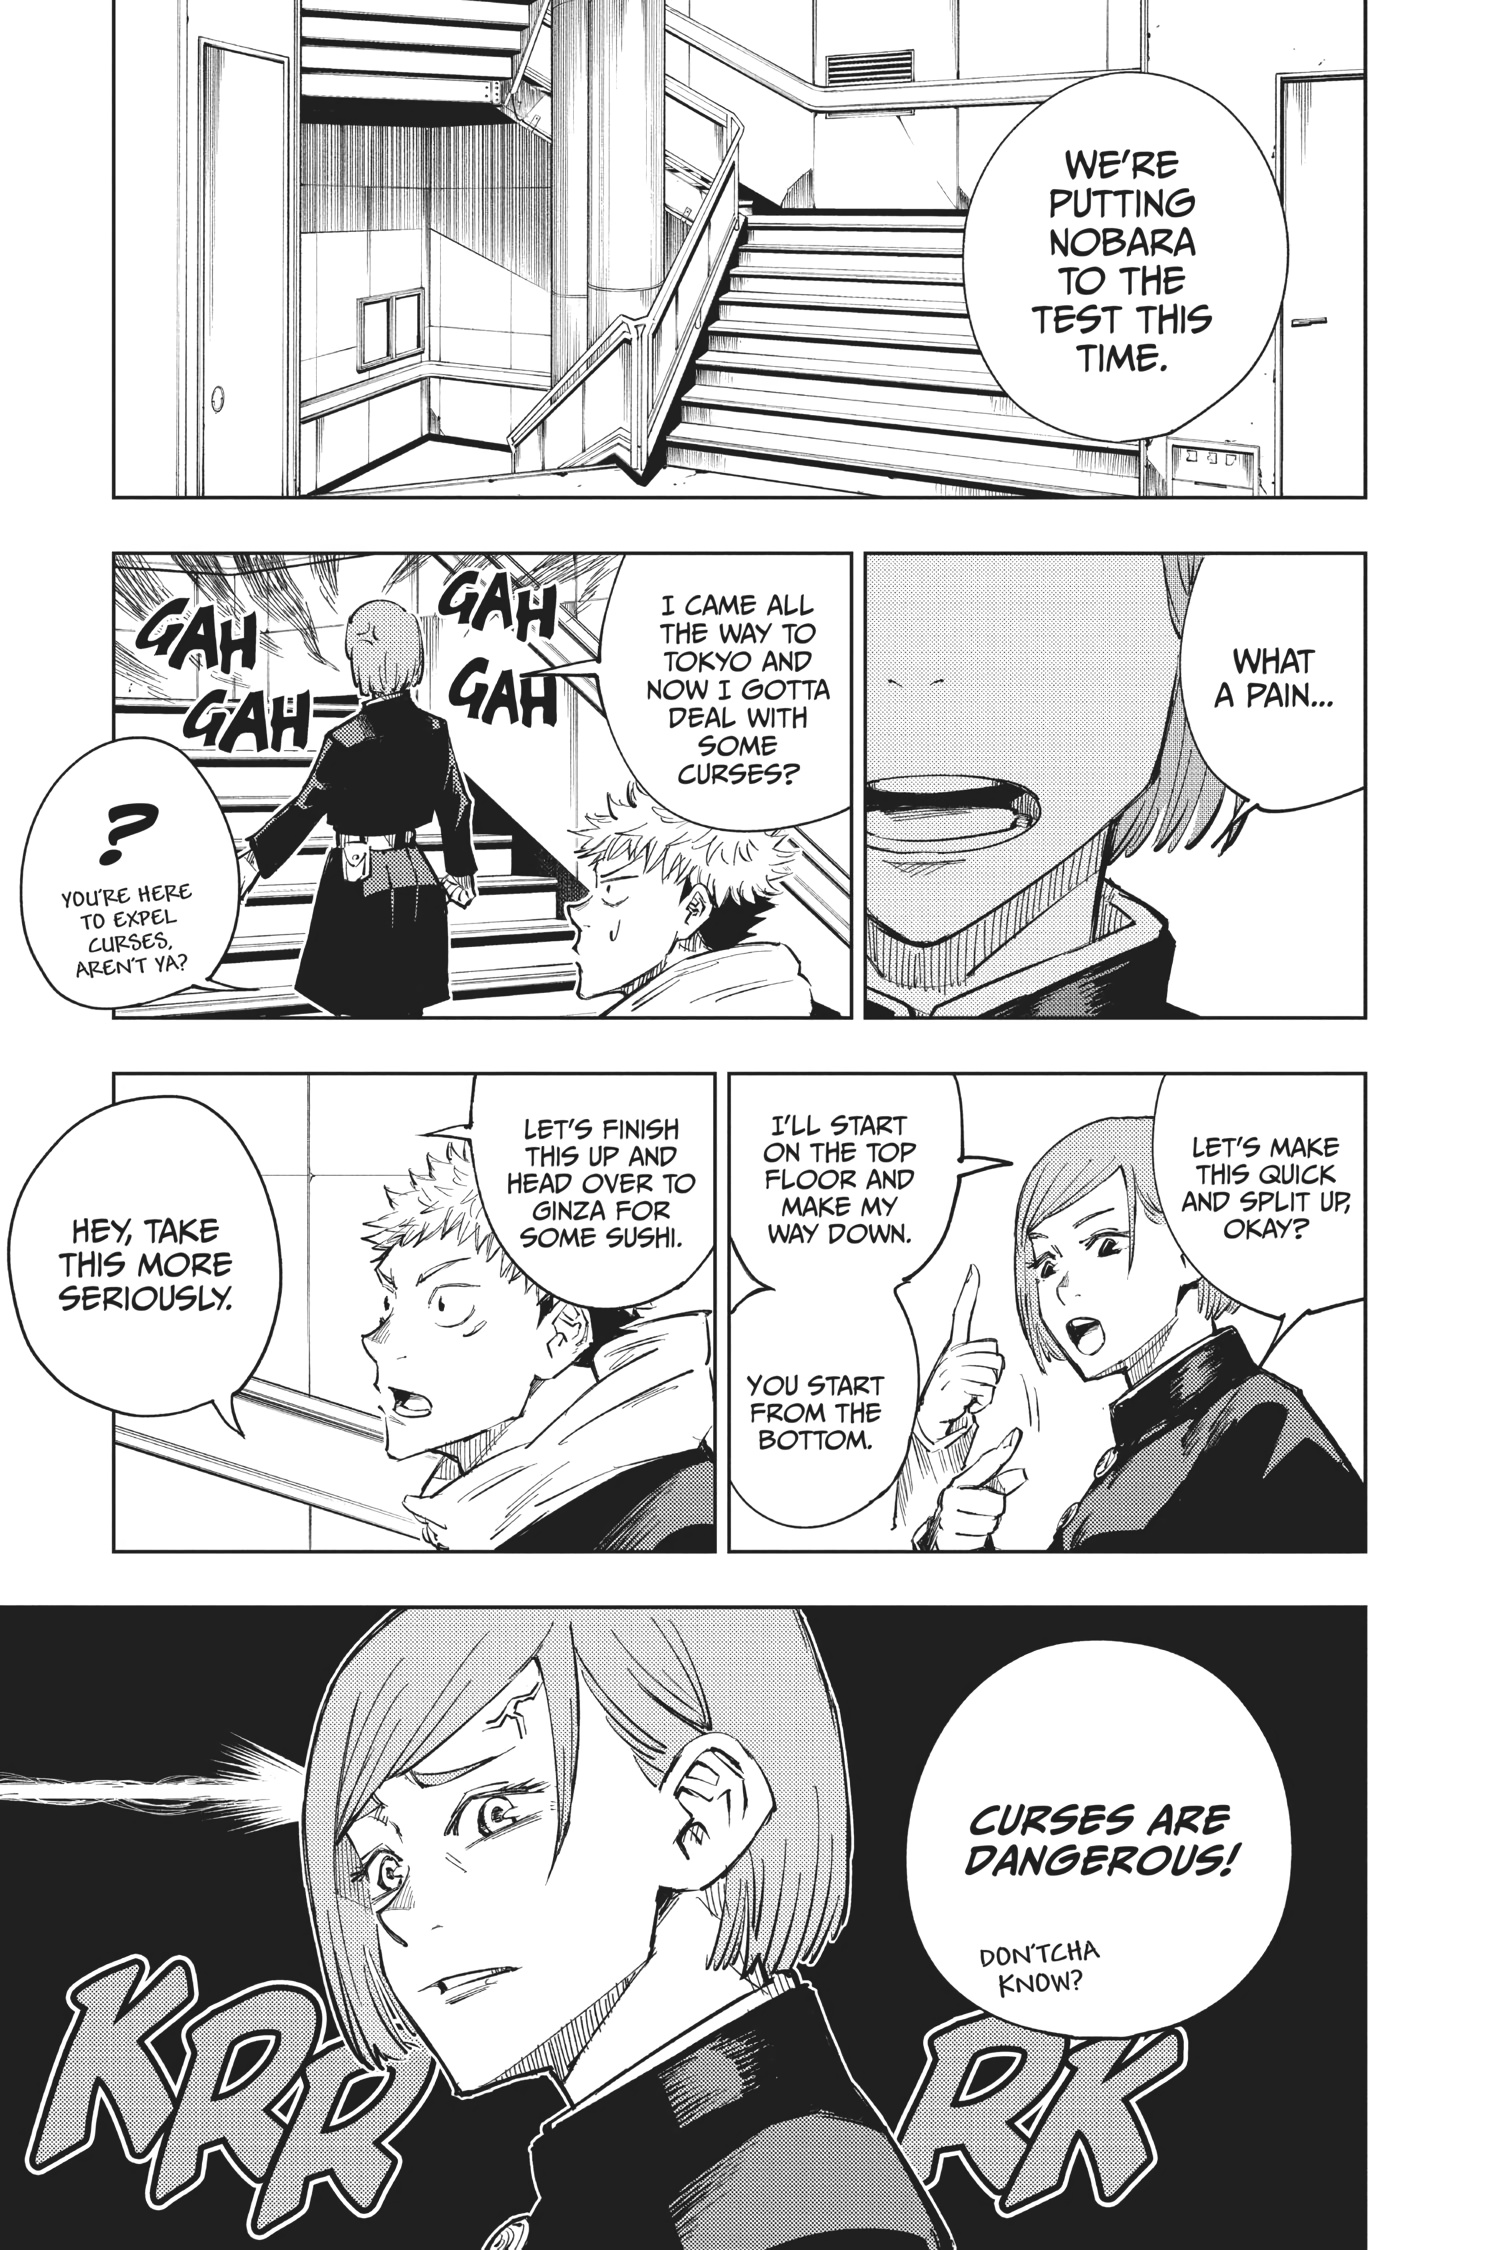 WE'RE
PUTTING
NOBARA
TO THE
TEST THIS
TIME.
WHAT
A PAIN...
I CAME ALL
THE WAY TO
TOKYO AND
NOW I GOTTA
DEAL WITH
SOME
CURSES?
GAH
GAH
GAH
GAH
?
YOU'RE HERE
TO EXPEL
CURSES,
AREN'T YA?
LET'S MAKE
THIS QUICK
AND SPLIT UP,
OKAY?
I'LL START
ON THE TOP
FLOOR AND
MAKE MY
WAY DOWN.
YOU START
FROM THE
BOTTOM.
LET'S FINISH
THIS UP AND
HEAD OVER TO
GINZA FOR
SOME SUSHI.
HEY, TAKE
THIS MORE
SERIOUSLY.
CURSES ARE
DANGEROUS!
DON'TCHA
KNOW?
KRR
RK